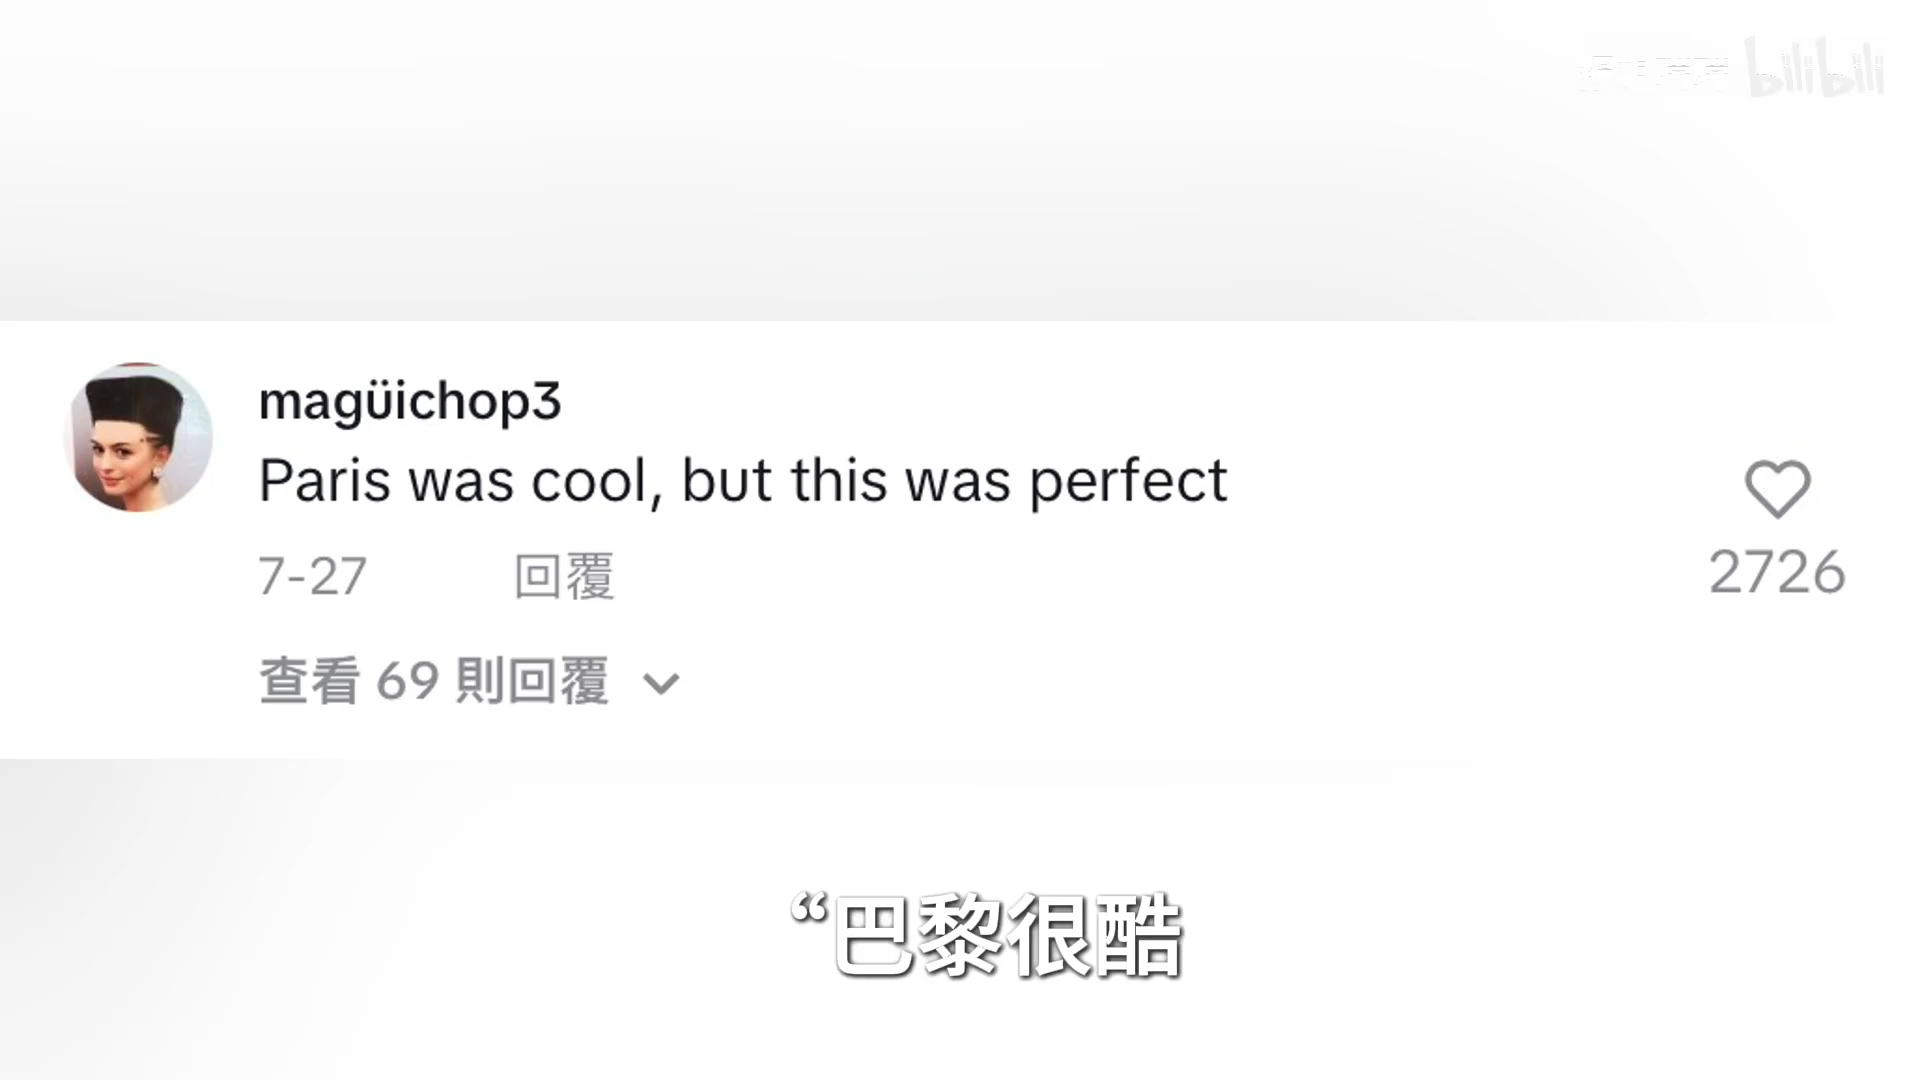 bilibili
magüichop3
Paris was cool, but this was perfect
7-27 回覆
2726
查看 69 則回覆
“巴黎很酷